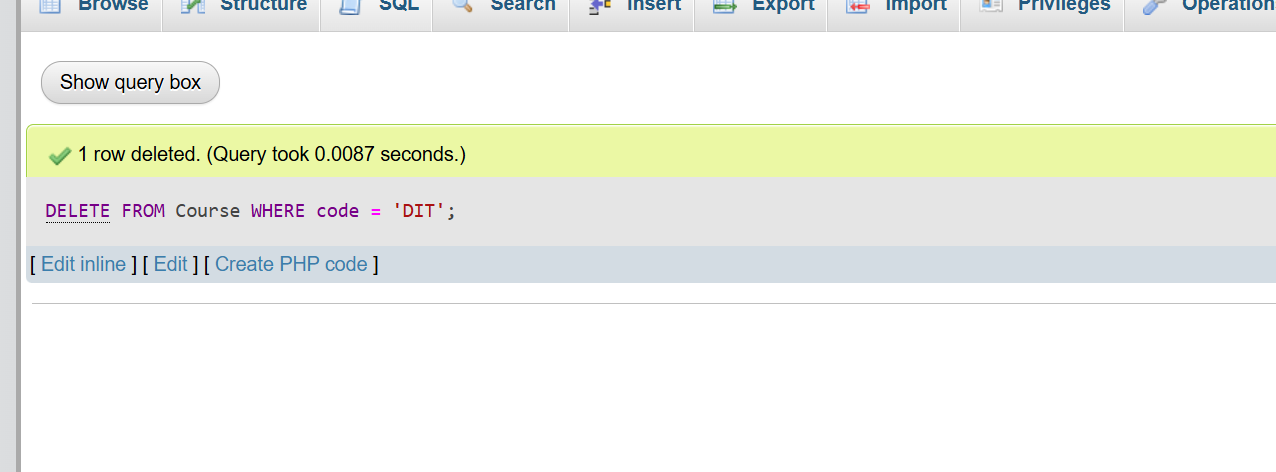 Browse Structure SQL Search Insert Export Import Privileges Operation
Show query box
1 row deleted. (Query took 0.0087 seconds.)
DELETE FROM Course WHERE code = 'DIT';
[ Edit inline ] [ Edit ] [ Create PHP code ]